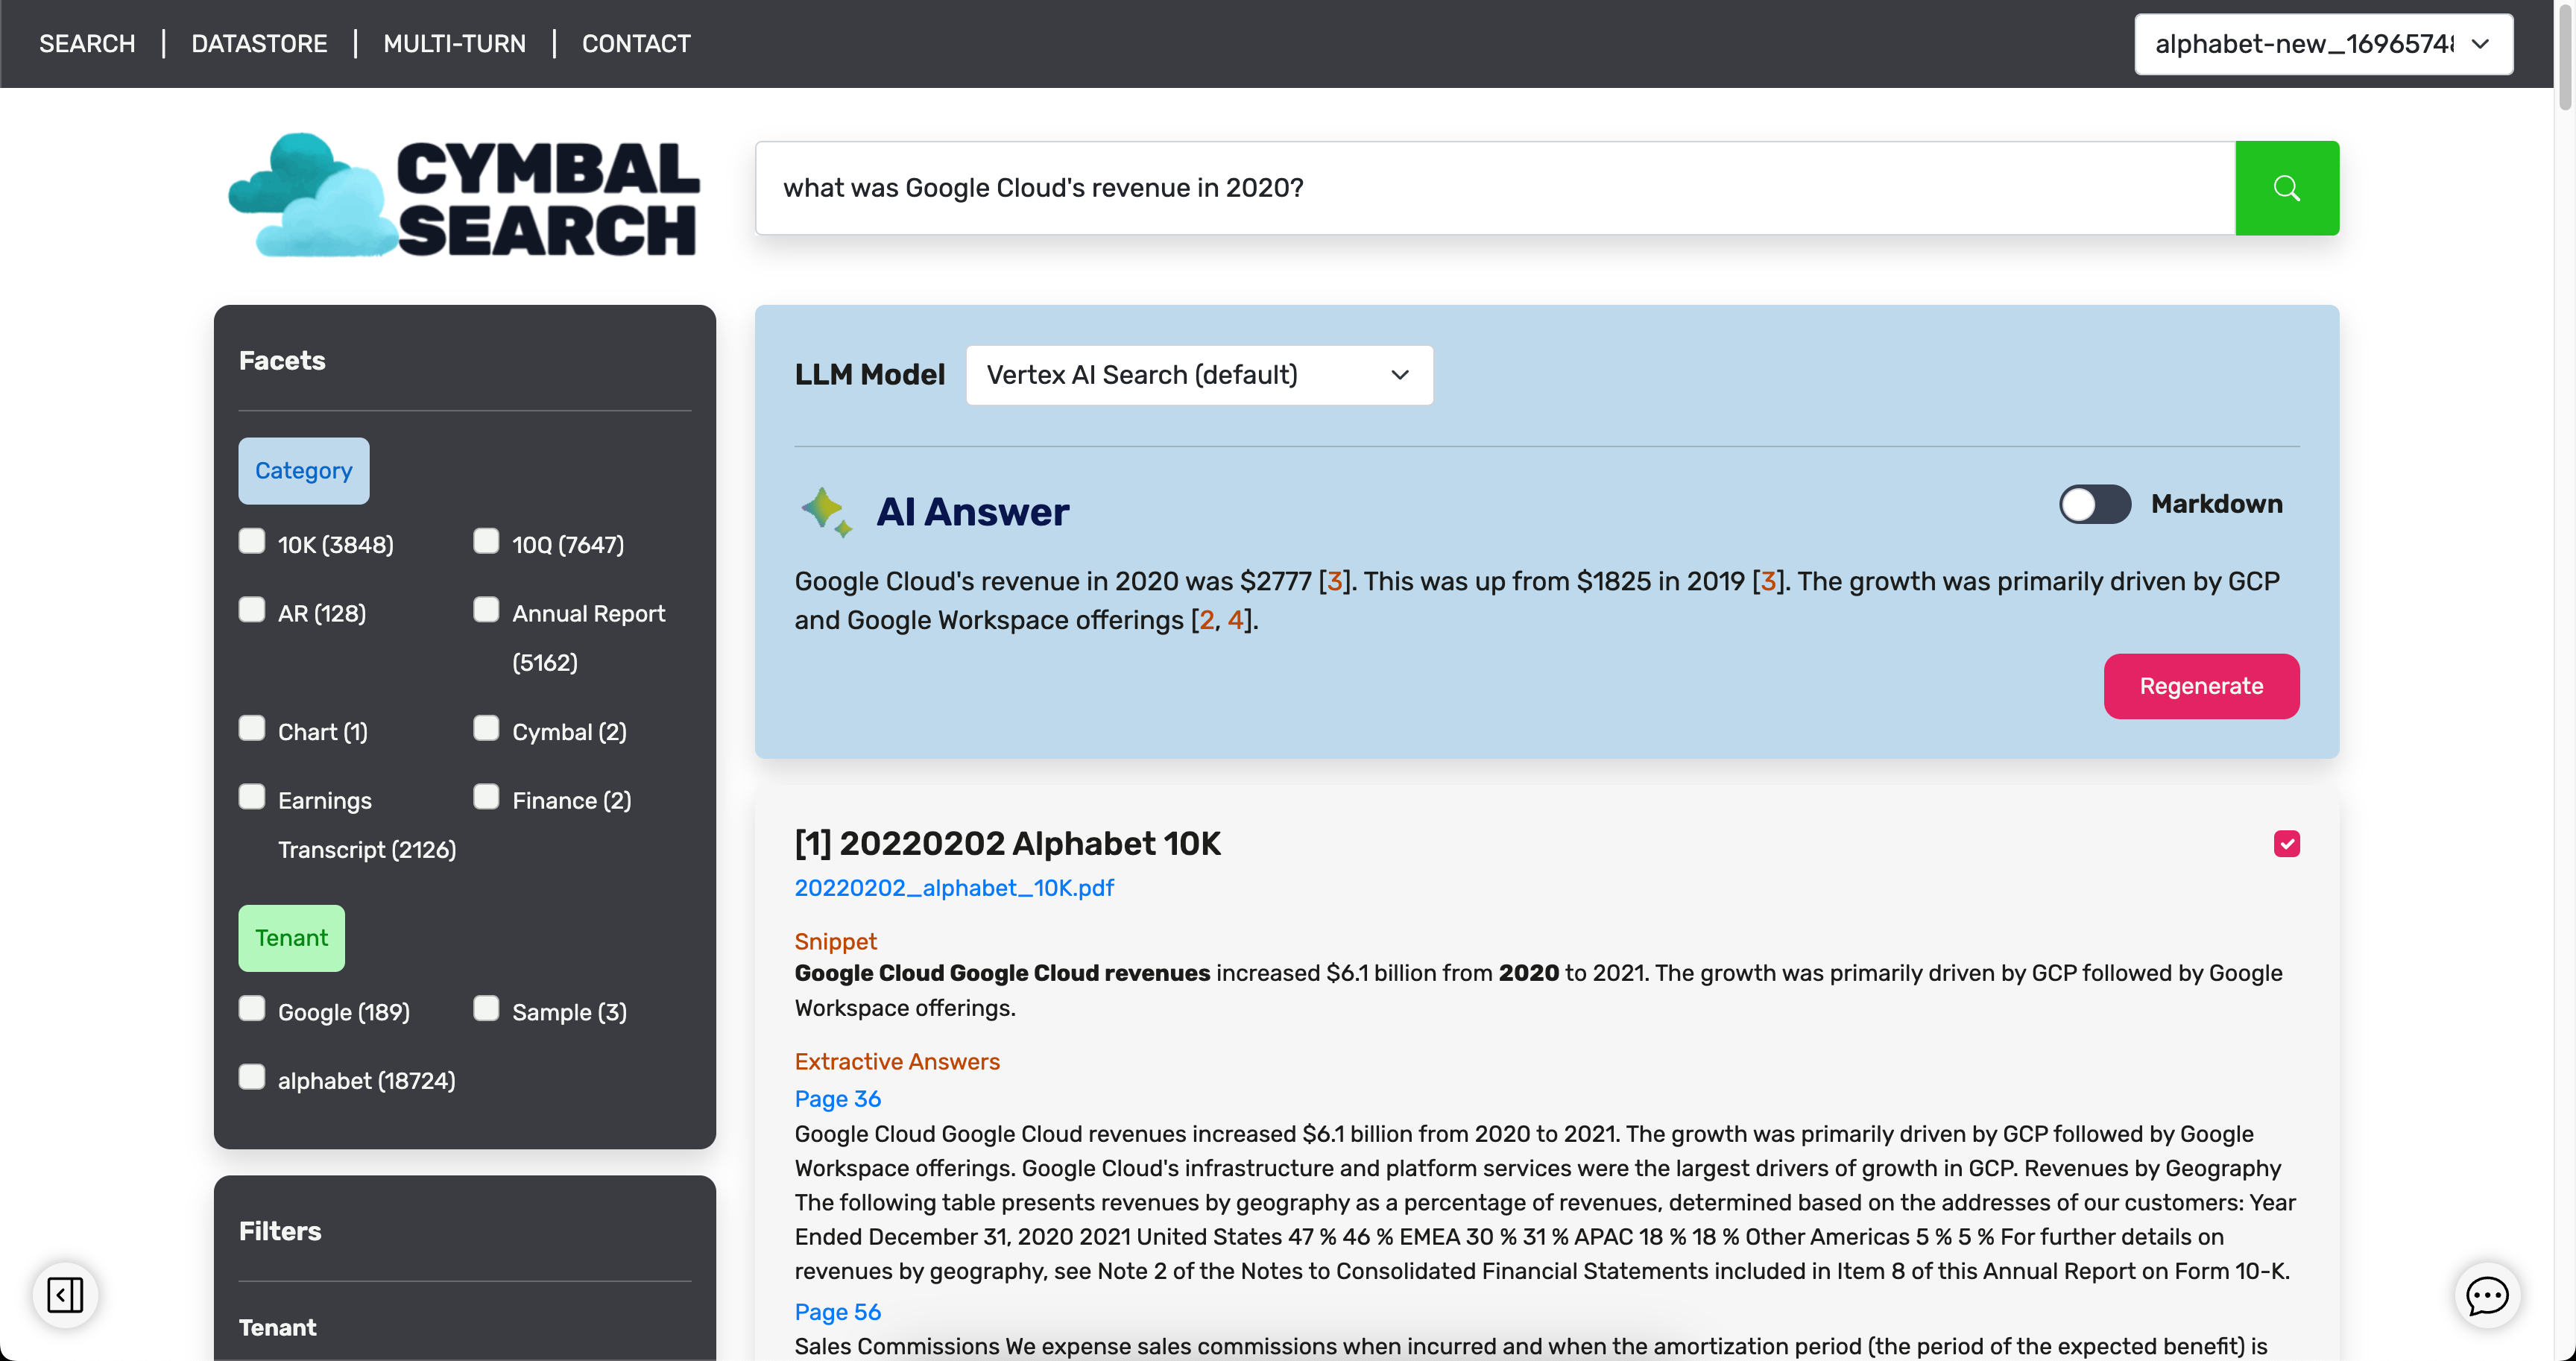 SEARCH | DATASTORE | MULTI-TURN | CONTACT
alphabet-new_1696574
CYMBAL
SEARCH
what was Google Cloud's revenue in 2020?
Facets
Category
10K (3848)
10Q (7647)
AR (128)
Annual Report
(5162)
Chart (1)
Cymbal (2)
Earnings
Transcript (2126)
Finance (2)
Tenant
Google (189)
Sample (3)
alphabet (18724)
Filters
Tenant
LLM Model
Vertex AI Search (default)
AI Answer
Markdown
Google Cloud's revenue in 2020 was $2777 [3]. This was up from $1825 in 2019 [3]. The growth was primarily driven by GCP
and Google Workspace offerings [2, 4].
Regenerate
[1] 20220202 Alphabet 10K
20220202_alphabet_10K.pdf
Snippet
Google Cloud Google Cloud revenues increased $6.1 billion from 2020 to 2021. The growth was primarily driven by GCP followed by Google
Workspace offerings.
Extractive Answers
Page 36
Google Cloud Google Cloud revenues increased $6.1 billion from 2020 to 2021. The growth was primarily driven by GCP followed by Google
Workspace offerings. Google Cloud's infrastructure and platform services were the largest drivers of growth in GCP. Revenues by Geography
The following table presents revenues by geography as a percentage of revenues, determined based on the addresses of our customers: Year
Ended December 31, 2020 2021 United States 47 % 46 % EMEA 30 % 31 % APAC 18 % 18 % Other Americas 5 % 5 % For further details on
revenues by geography, see Note 2 of the Notes to Consolidated Financial Statements included in Item 8 of this Annual Report on Form 10-K.
Page 56
Sales Commissions We expense sales commissions when incurred and when the amortization period (the period of the expected benefit) is